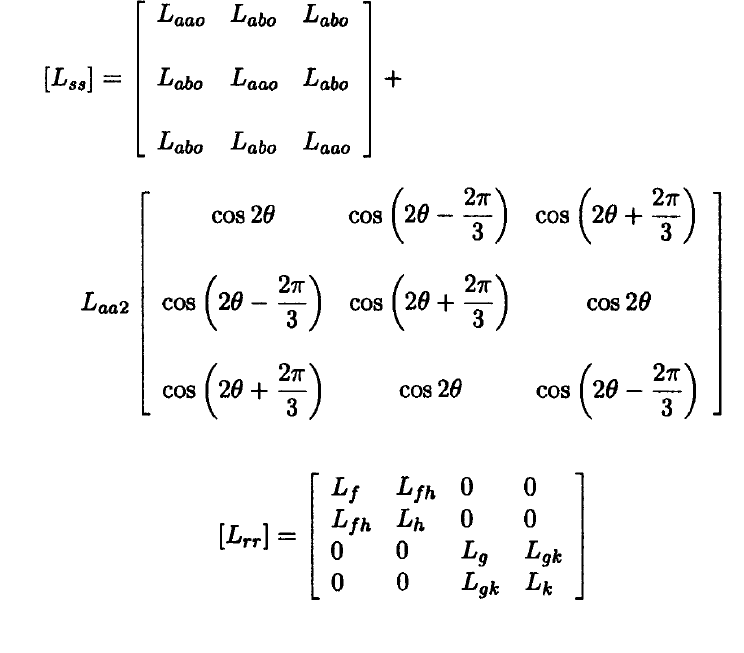 [L_{ss}] = \begin{bmatrix} L_{aao} & L_{abo} & L_{abo} \\ L_{abo} & L_{aao} & L_{abo} \\ L_{abo} & L_{abo} & L_{aao} \end{bmatrix} +
L_{aa2} \begin{bmatrix} \cos 2\theta & \cos\left(2\theta - \frac{2\pi}{3}\right) & \cos\left(2\theta + \frac{2\pi}{3}\right) \\ \cos\left(2\theta - \frac{2\pi}{3}\right) & \cos\left(2\theta + \frac{2\pi}{3}\right) & \cos 2\theta \\ \cos\left(2\theta + \frac{2\pi}{3}\right) & \cos 2\theta & \cos\left(2\theta - \frac{2\pi}{3}\right) \end{bmatrix}
[L_{rr}] = \begin{bmatrix} L_f & L_{fh} & 0 & 0 \\ L_{fh} & L_h & 0 & 0 \\ 0 & 0 & L_g & L_{gk} \\ 0 & 0 & L_{gk} & L_k \end{bmatrix}